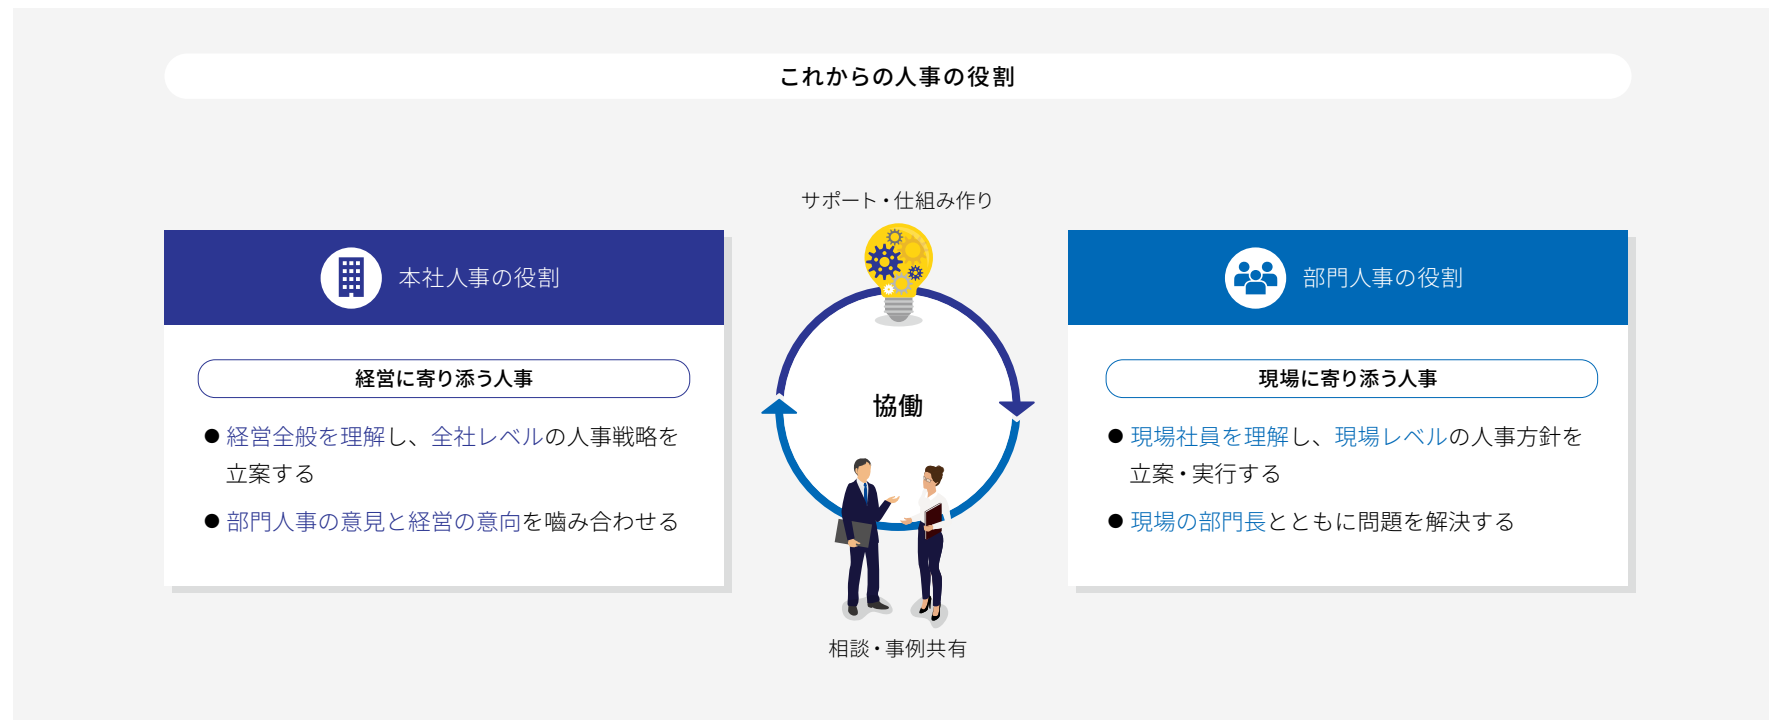 これからの人事の役割
サポート・仕組み作り
本社人事の役割
経営に寄り添う人事
● 経営全般を理解し、全社レベルの人事戦略を
立案する
● 部門人事の意見と経営の意向を嚙み合わせる
協働
相談・事例共有
部門人事の役割
現場に寄り添う人事
● 現場社員を理解し、現場レベルの人事方針を
立案・実行する
● 現場の部門長とともに問題を解決する